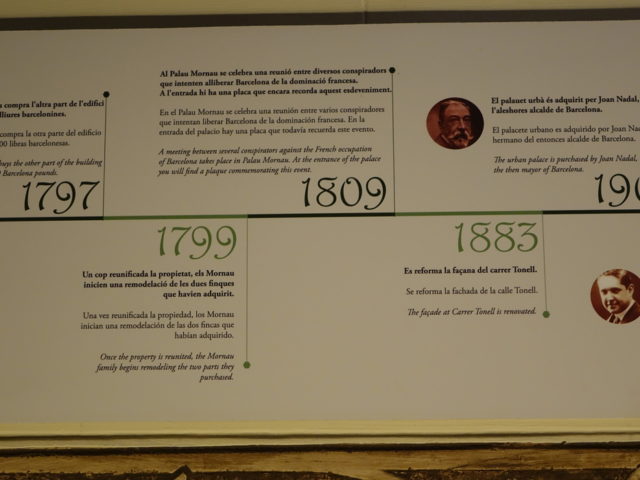 compra l'altra part de l'edifici
lliures barcelonines.
compra la otra parte del edificio
00 libras barcelonesas.
buys the other part of the building
Barcelona pounds.
1797
Al Palau Mornau se celebra una reunió entre diversos conspiradors
que intenten alliberar Barcelona de la dominació francesa.
A l'entrada hi ha una placa que encara recorda aquest esdeveniment.
En el Palau Mornau se celebra una reunión entre varios conspiradores
que intentan liberar Barcelona de la dominación francesa. En la
entrada del palacio hay una placa que todavía recuerda este evento.
A meeting between several conspirators against the French occupation
of Barcelona takes place in Palau Mornau. At the entrance of the palace
you will find a plaque commemorating this event.
1809
El palauet urbà és adquirit per Joan Nadal,
l'aleshores alcalde de Barcelona.
El palacete urbano es adquirido por Joan
hermano del entonces alcalde de Barcelona.
The urban palace is purchased by Joan Nadal,
the then mayor of Barcelona.
190
1799
Un cop reunificada la propietat, els Mornau
inicien una remodelació de les dues finques
que havien adquirit.
Una vez reunificada la propiedad, los Mornau
inician una remodelación de las dos fincas que
habían adquirido.
Once the property is reunited, the Mornau
family begins remodeling the two parts they
purchased.
1883
Es reforma la façana del carrer Tonell.
Se reforma la fachada de la calle Tonell.
The façade at Carrer Tonell is renovated.